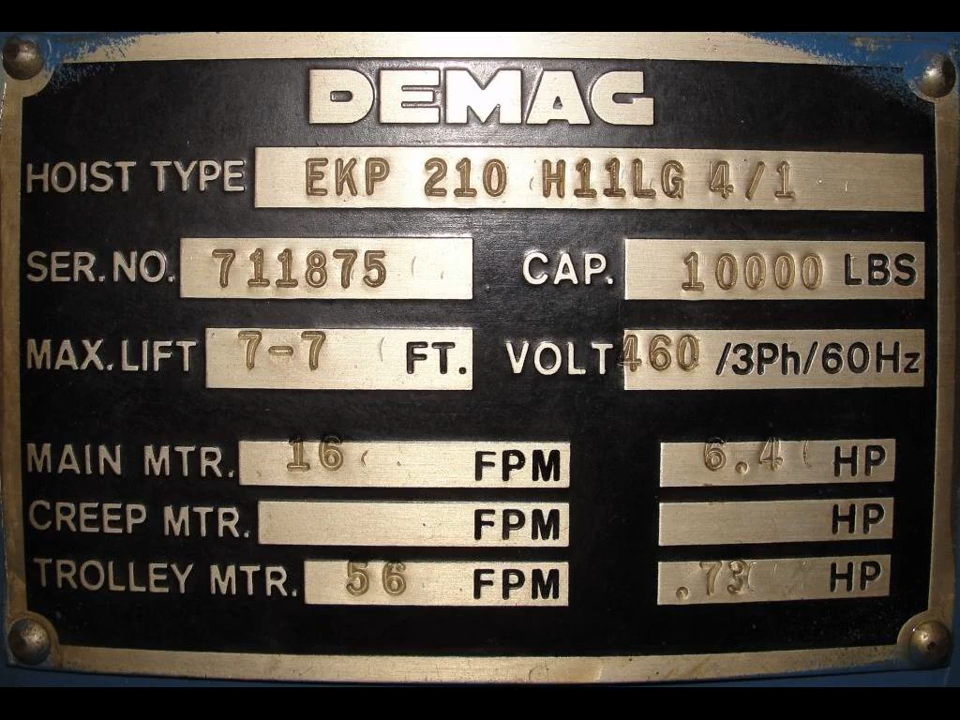 DEMAG
HOIST TYPE EKP 210 H11LG 4/1
SER.NO. 711875 CAP. 10000 LBS
MAX.LIFT 7-7 FT. VOLT 460 /3Ph/60Hz
MAIN MTR. 16 FPM 6.4 HP
CREEP MTR. FPM HP
TROLLEY MTR. 56 FPM .73 HP